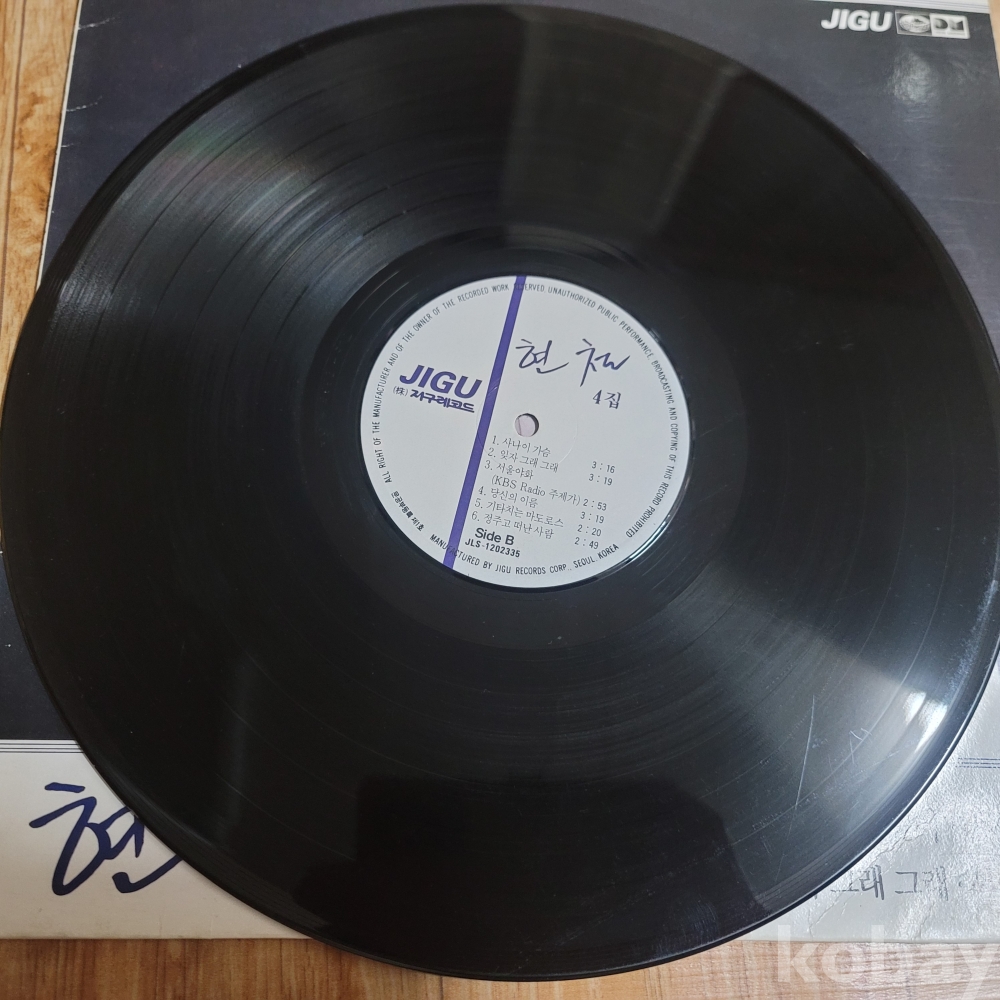 JIGU
ALL RIGHT OF THE MANUFACTURER AND OF THE OWNER OF THE RECORDED WORK RESERVED. UNAUTHORIZED PUBLIC PERFORMANCE, BROADCASTING AND COPYING OF THIS RECORD PROHIBITED
현철
4집
JIGU
(株) 지구레코드
1. 사나이 가슴 3 : 16
2. 잊자 그래 그래 3 : 19
3. 서울야화
(KBS Radio 주제가) 2 : 53
4. 당신의 이름 3 : 19
5. 기타치는 마도로스 2 : 20
6. 정주고 떠난 사람 2 : 49
Side B
JLS-1202335
MANUFACTURED BY JIGU RECORDS CORP., SEOUL, KOREA
현
그래 그래
kobay